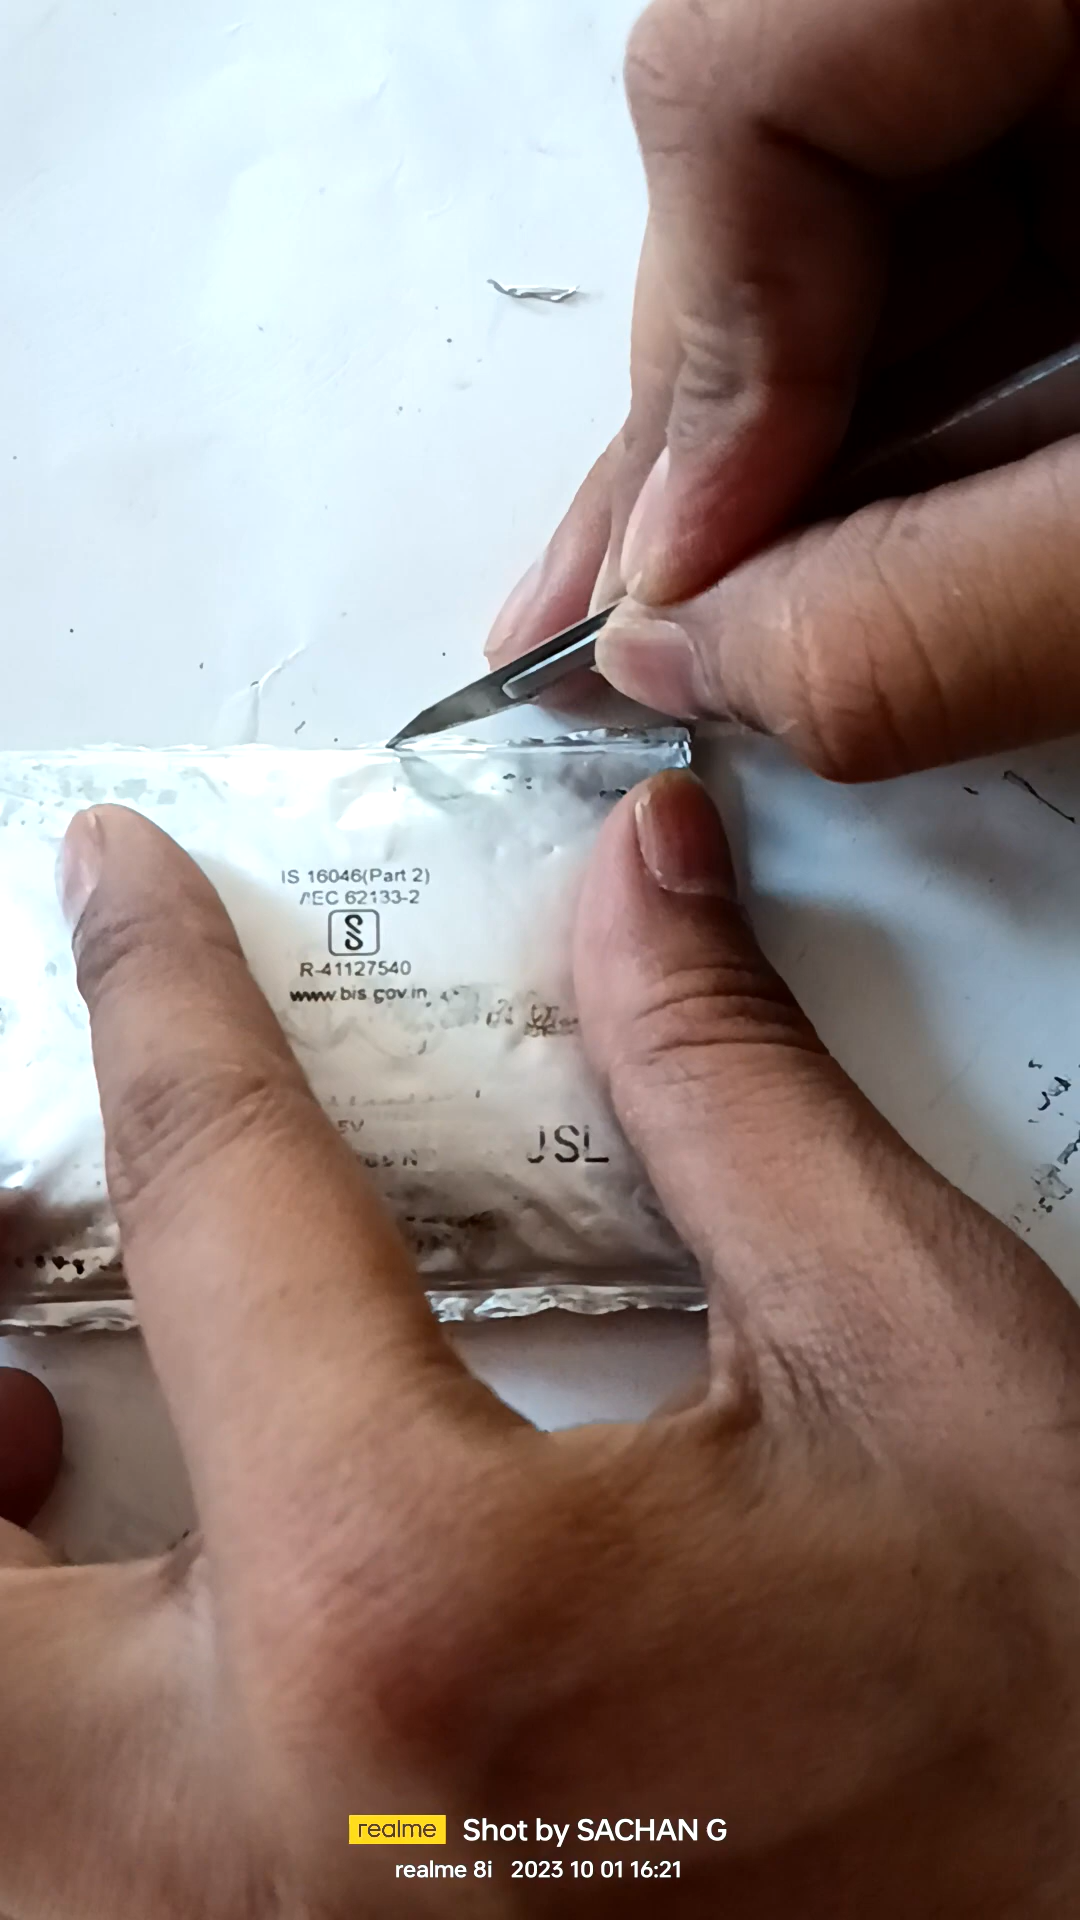 IS 16046(Part 2)
/IEC 62133-2
R-41127540
www.bis.gov.in
5V
JSL
realme Shot by SACHAN G
realme 8i 2023 10 01 16:21